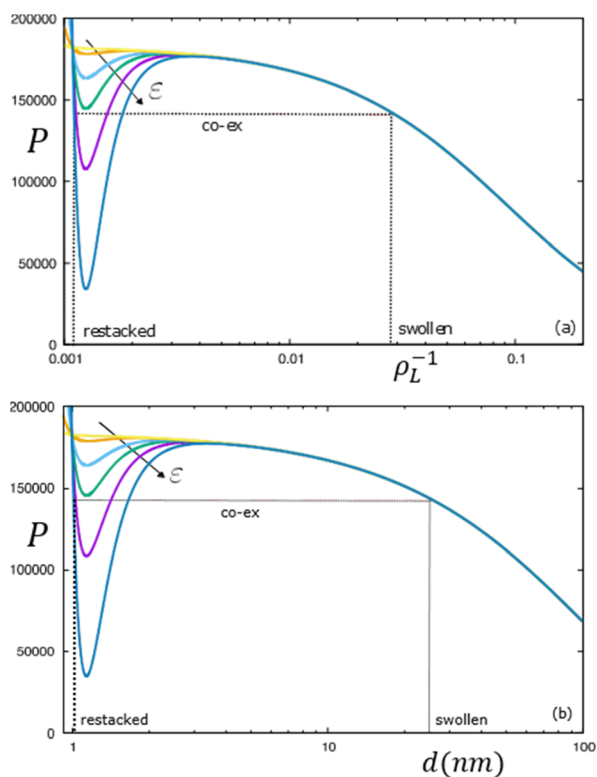 200000
150000
P
100000
50000
0
ε
co-ex
restacked
swollen
(a)
0.001
0.01
0.1
ρ_L^{-1}
200000
150000
P
100000
50000
0
ε
co-ex
restacked
swollen
(b)
1
10
100
d(nm)